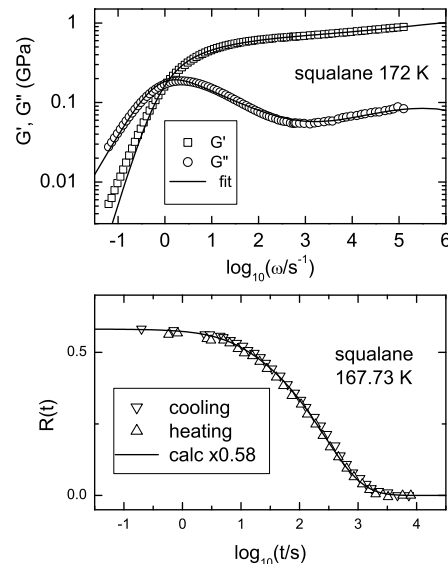 G', G" (GPa)
1
0.1
0.01
squalane 172 K
G'
G"
fit
-1 0 1 2 3 4 5 6
log₁₀(ω/s⁻¹)
R(t)
0.5
0.0
squalane
167.73 K
cooling
heating
calc x0.58
-1 0 1 2 3 4
log₁₀(t/s)